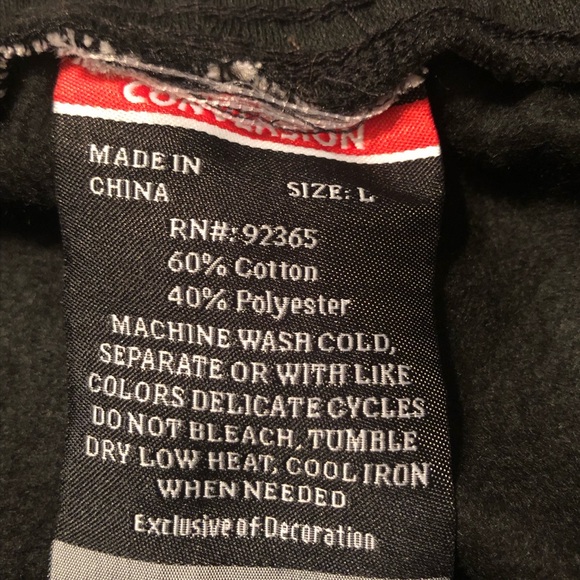 CONVERSION
MADE IN
CHINA
SIZE: L
RN#: 92365
60% Cotton
40% Polyester
MACHINE WASH COLD,
SEPARATE OR WITH LIKE
COLORS DELICATE CYCLES
DO NOT BLEACH, TUMBLE
DRY LOW HEAT, COOL IRON
WHEN NEEDED
Exclusive of Decoration